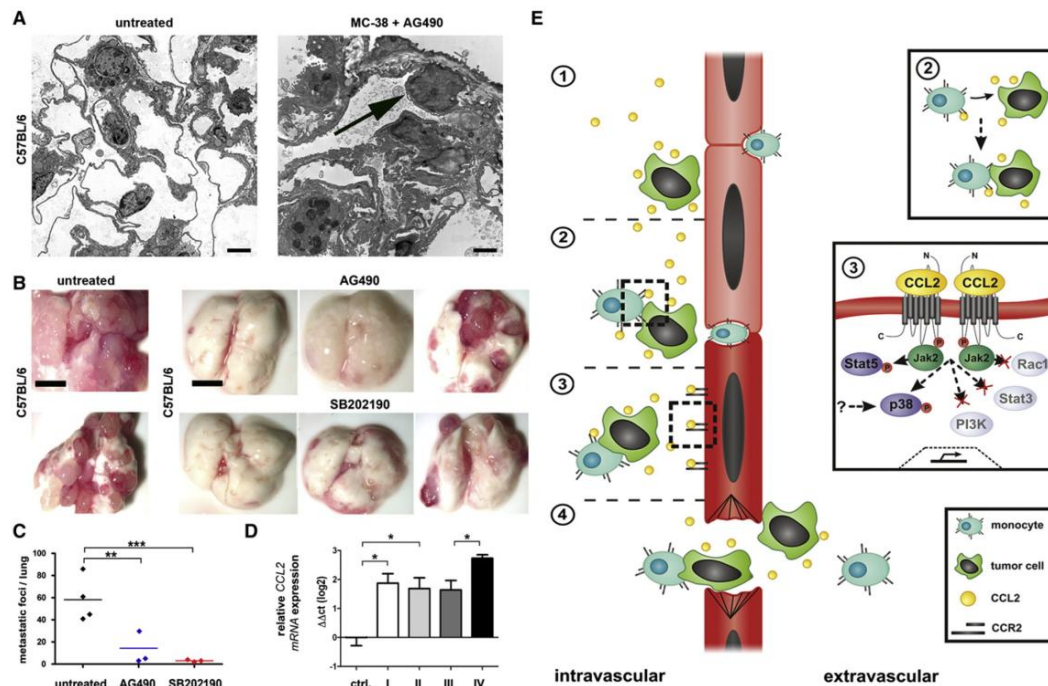 A
untreated
MC-38 + AG490
C57BL/6
B
untreated
AG490
C57BL/6
C57BL/6
SB202190
C
metastatic foci / lung
100
80
60
40
20
0
***
**
untreated
AG490
SB202190
D
relative CCL2
mRNA expression
ΔΔct (log2)
3
2
1
0
-1
*
*
*
ctrl.
I
II
III
IV
E
1
2
3
4
intravascular
extravascular
2
3
N
N
CCL2
CCL2
C
C
P
P
Jak2
Jak2
Stat5
P
Rac1
p38
P
Stat3
PI3K
?
monocyte
tumor cell
CCL2
CCR2